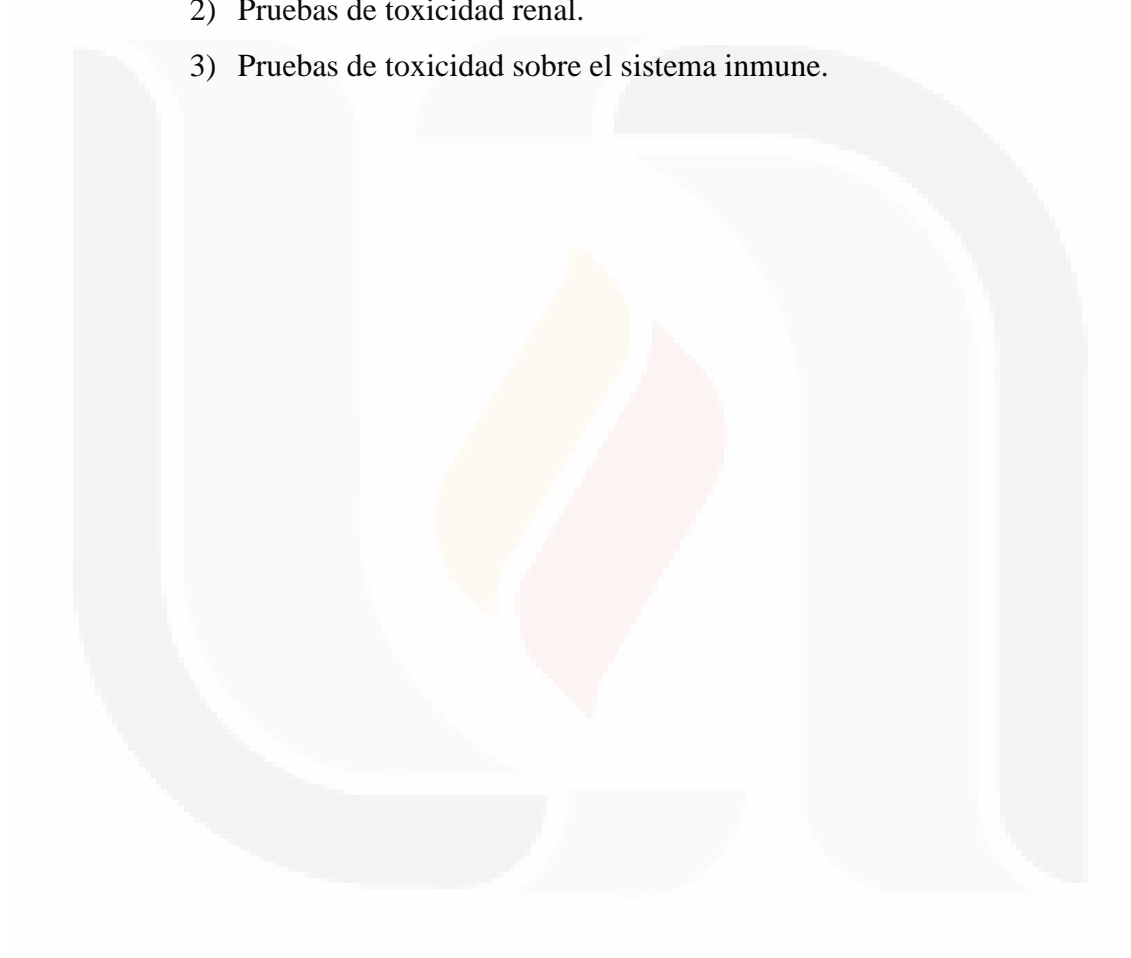 2) Pruebas de toxicidad renal.
3) Pruebas de toxicidad sobre el sistema inmune.